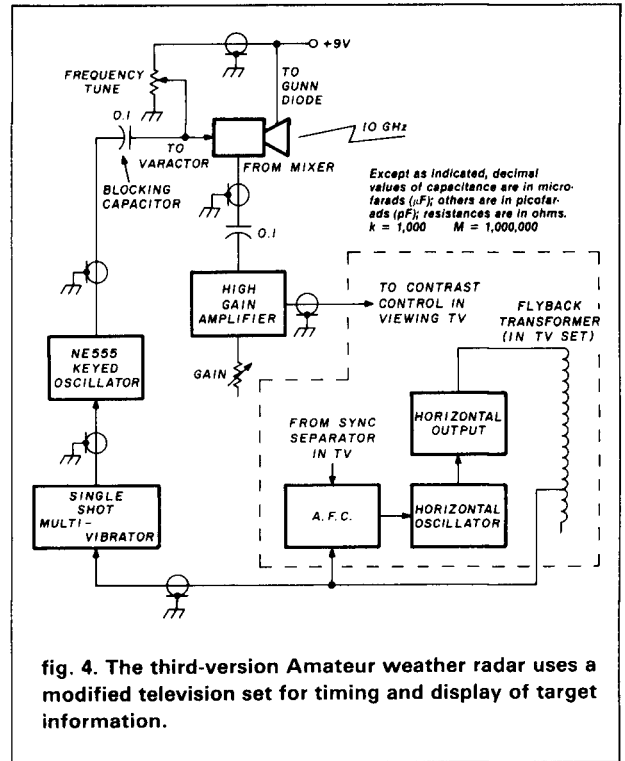 +9V
FREQUENCY
TUNE
TO
GUNN
DIODE
0.1
10 GHz
TO
VARACTOR
FROM MIXER
BLOCKING
CAPACITOR
Except as indicated, decimal
values of capacitance are in micro-
farads (µF); others are in picofar-
ads (pF); resistances are in ohms.
k = 1,000 M = 1,000,000
0.1
HIGH
GAIN
AMPLIFIER
TO CONTRAST
CONTROL IN
VIEWING TV
FLYBACK
TRANSFORMER
(IN TV SET)
NE555
KEYED
OSCILLATOR
GAIN
HORIZONTAL
OUTPUT
FROM SYNC
SEPARATOR
IN TV
SINGLE
SHOT
MULTI-
VIBRATOR
A.F.C.
HORIZONTAL
OSCILLATOR
fig. 4. The third-version Amateur weather radar uses a
modified television set for timing and display of target
information.